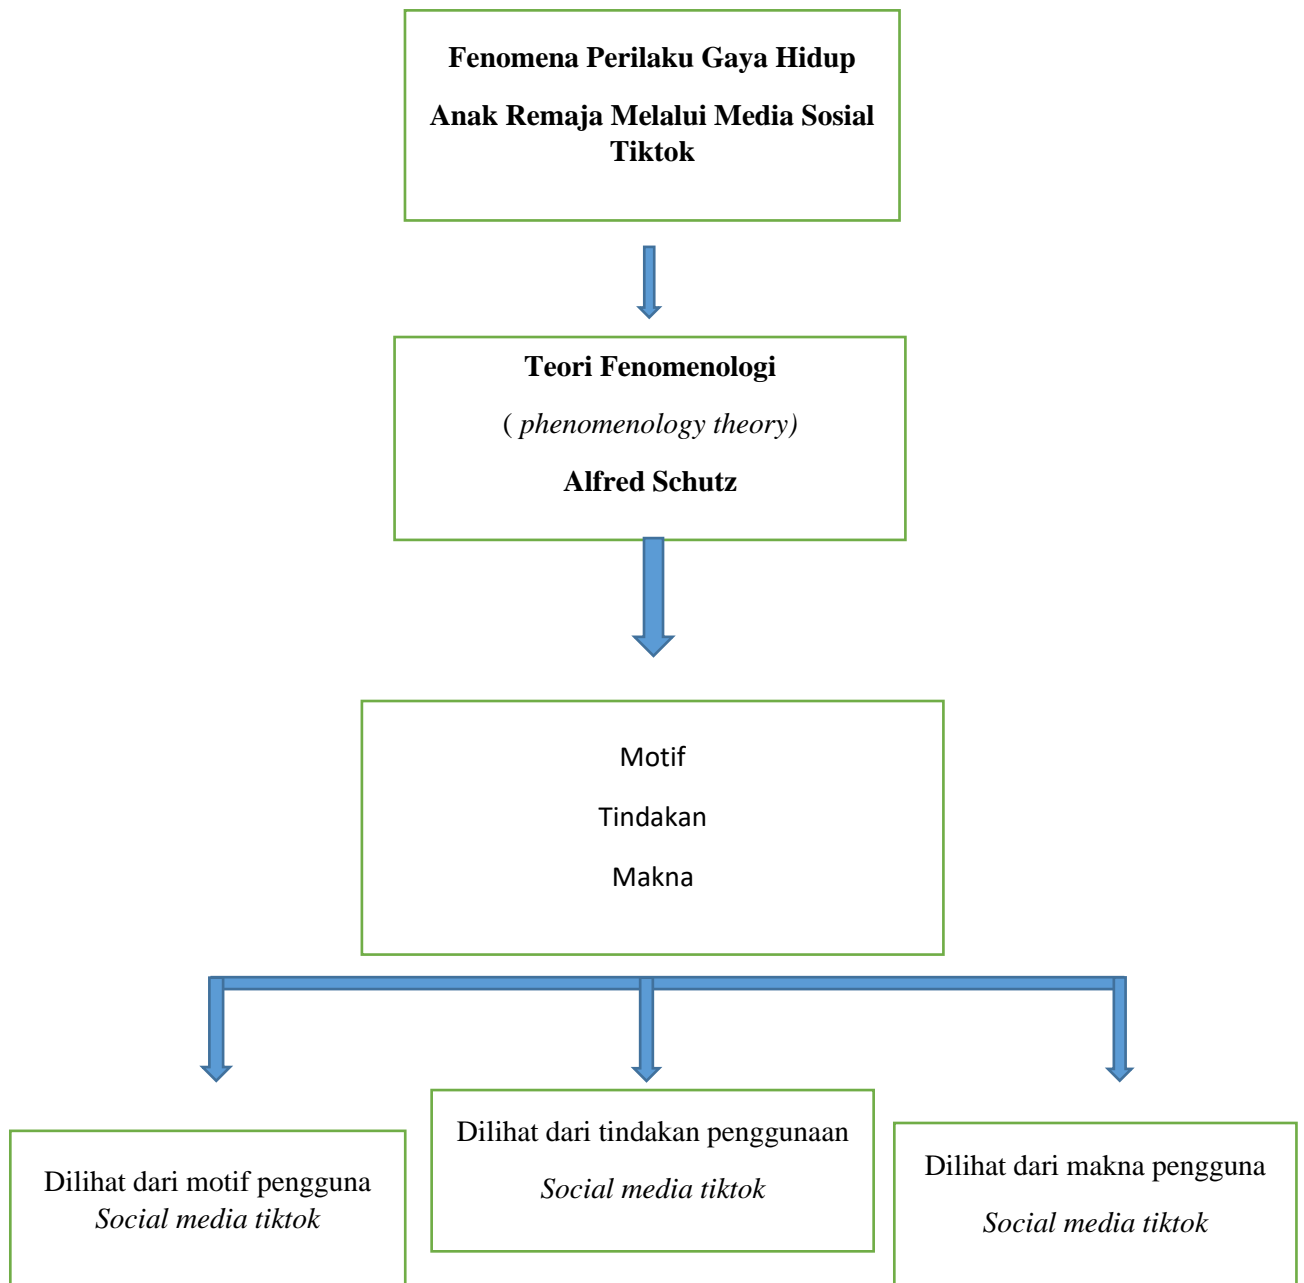 Fenomena Perilaku Gaya Hidup
Anak Remaja Melalui Media Sosial
Tiktok
Teori Fenomenologi
( phenomenology theory)
Alfred Schutz
Motif
Tindakan
Makna
Dilihat dari motif pengguna
Social media tiktok
Dilihat dari tindakan penggunaan
Social media tiktok
Dilihat dari makna pengguna
Social media tiktok